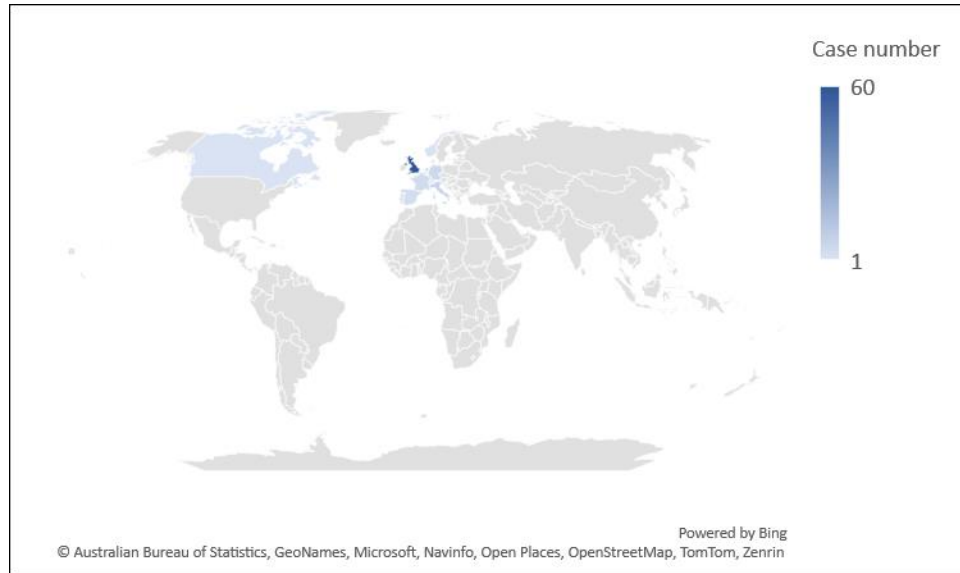 Case number
60
1
Powered by Bing
© Australian Bureau of Statistics, GeoNames, Microsoft, Navinfo, Open Places, OpenStreetMap, TomTom, Zenrin